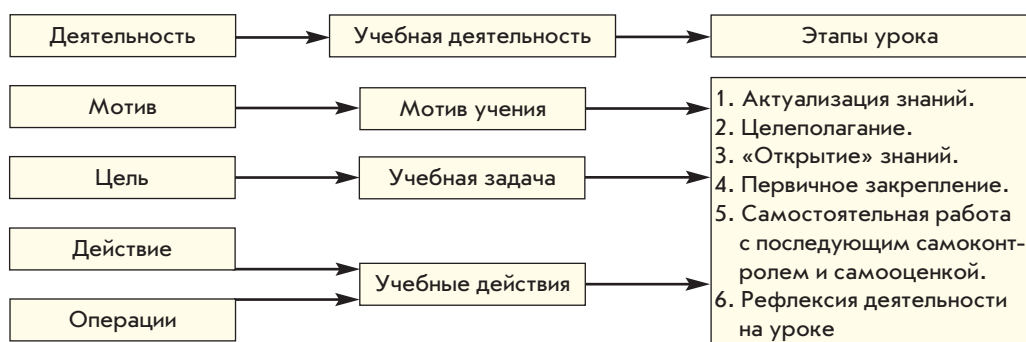 Деятельность
Учебная деятельность
Этапы урока
Мотив
Мотив учения
Цель
Учебная задача
Действие
Операции
Учебные действия
1. Актуализация знаний.
2. Целеполагание.
3. «Открытие» знаний.
4. Первичное закрепление.
5. Самостоятельная работа
с последующим самоконт-
ролем и самооценкой.
6. Рефлексия деятельности
на уроке